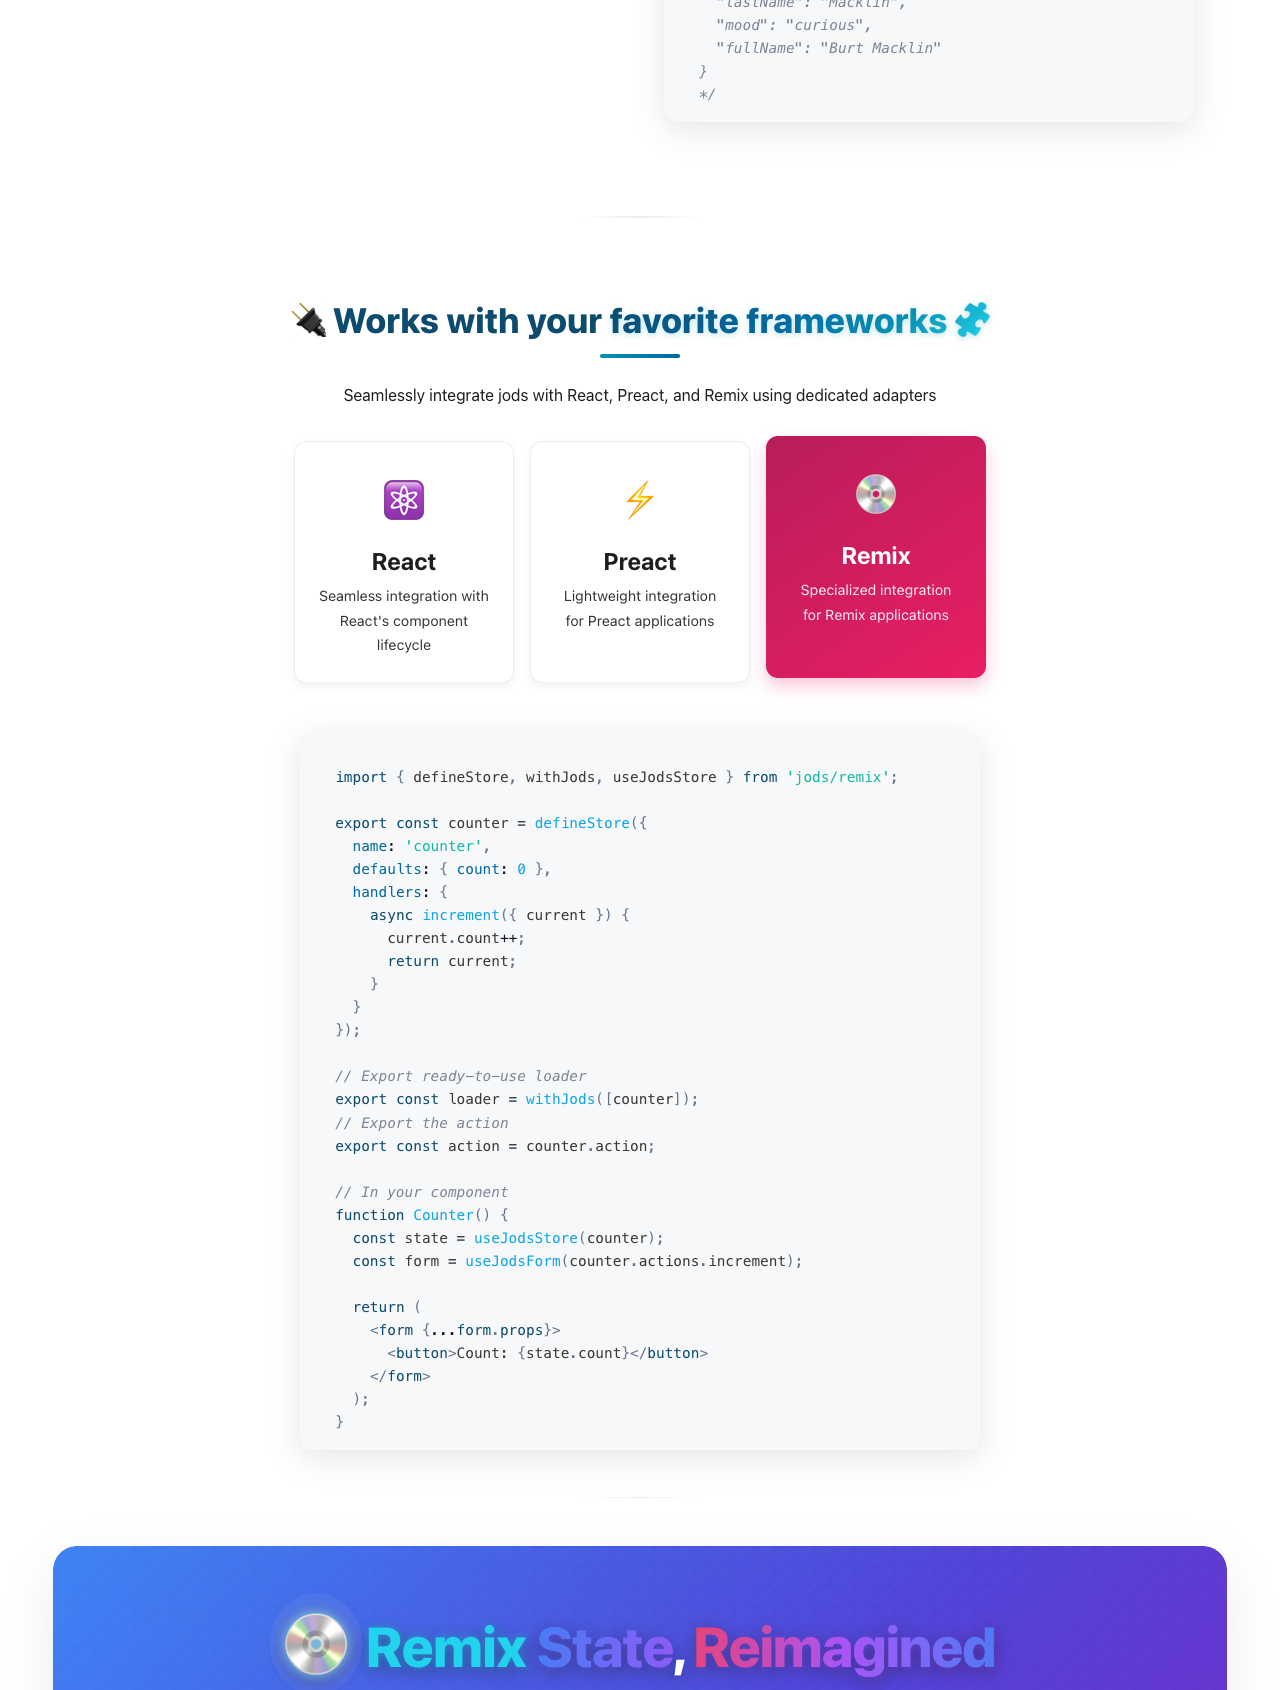 "lastName": "Macklin",
"mood": "curious",
"fullName": "Burt Macklin"
}
*/
Works with your favorite frameworks
Seamlessly integrate jods with React, Preact, and Remix using dedicated adapters
React
Seamless integration with
React's component
lifecycle
Preact
Lightweight integration
for Preact applications
Remix
Specialized integration
for Remix applications
import { defineStore, withJods, useJodsStore } from 'jods/remix';
export const counter = defineStore({
name: 'counter',
defaults: { count: 0 },
handlers: {
async increment({ current }) {
current.count++;
return current;
}
}
});
// Export ready-to-use loader
export const loader = withJods([counter]);
// Export the action
export const action = counter.action;
// In your component
function Counter() {
const state = useJodsStore(counter);
const form = useJodsForm(counter.actions.increment);
return (
<form {...form.props}>
<button>Count: {state.count}</button>
</form>
);
}
Remix State, Reimagined